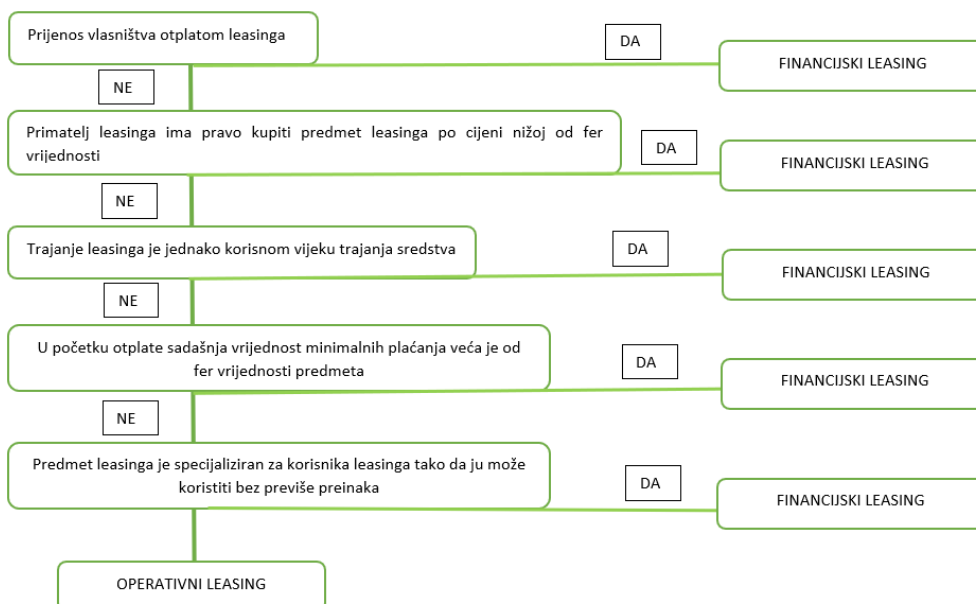 Prijenos vlasništva otplatom leasinga
DA
FINANCIJSKI LEASING
NE
Primatelj leasinga ima pravo kupiti predmet leasinga po cijeni nižoj od fer
vrijednosti
DA
FINANCIJSKI LEASING
NE
Trajanje leasinga je jednako korisnom vijeku trajanja sredstva
DA
FINANCIJSKI LEASING
NE
U početku otplate sadašnja vrijednost minimalnih plaćanja veća je od
fer vrijednosti predmeta
DA
FINANCIJSKI LEASING
NE
Predmet leasinga je specijaliziran za korisnika leasinga tako da ju može
koristiti bez previše preinaka
DA
FINANCIJSKI LEASING
OPERATIVNI LEASING